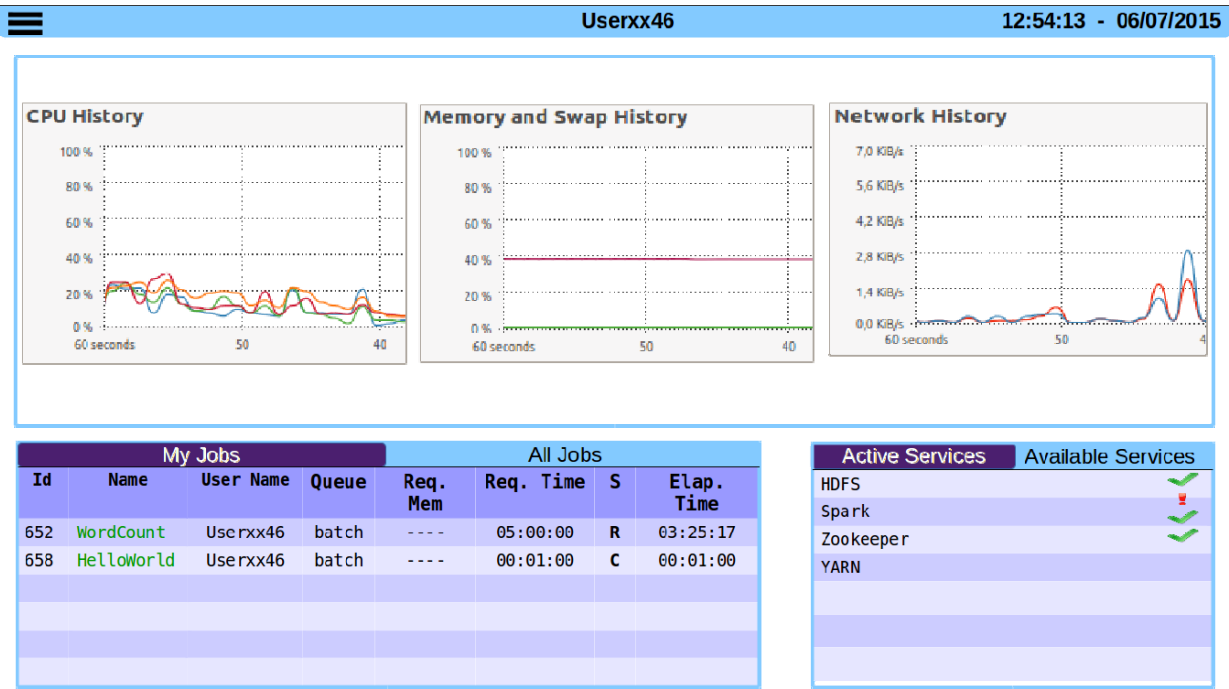 Userxx46 12:54:13 - 06/07/2015
CPU History
100 %
80 %
60 %
40 %
20 %
0 %
60 seconds 50 40
Memory and Swap History
100 %
80 %
60 %
40 %
20 %
0 %
60 seconds 50 40
Network History
7,0 KiB/s
5,6 KiB/s
4,2 KiB/s
2,8 KiB/s
1,4 KiB/s
0,0 KiB/s
60 seconds 50 4
My Jobs All Jobs
Id Name User Name Queue Req. Mem Req. Time S Elap. Time
652 WordCount Userxx46 batch ---- 05:00:00 R 03:25:17
658 HelloWorld Userxx46 batch ---- 00:01:00 C 00:01:00
Active Services Available Services
HDFS
Spark
Zookeeper
YARN